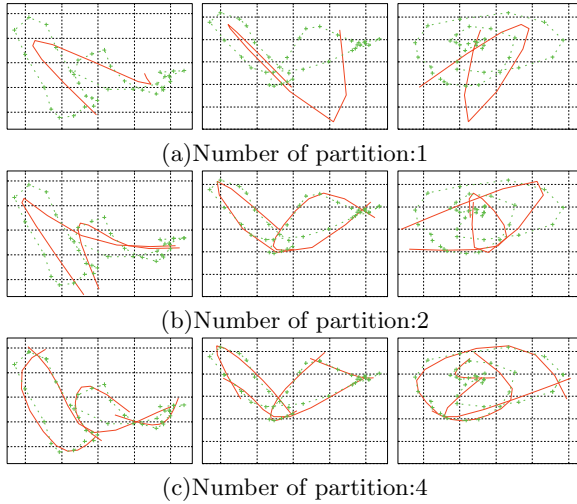 (a)Number of partition:1
(b)Number of partition:2
(c)Number of partition:4